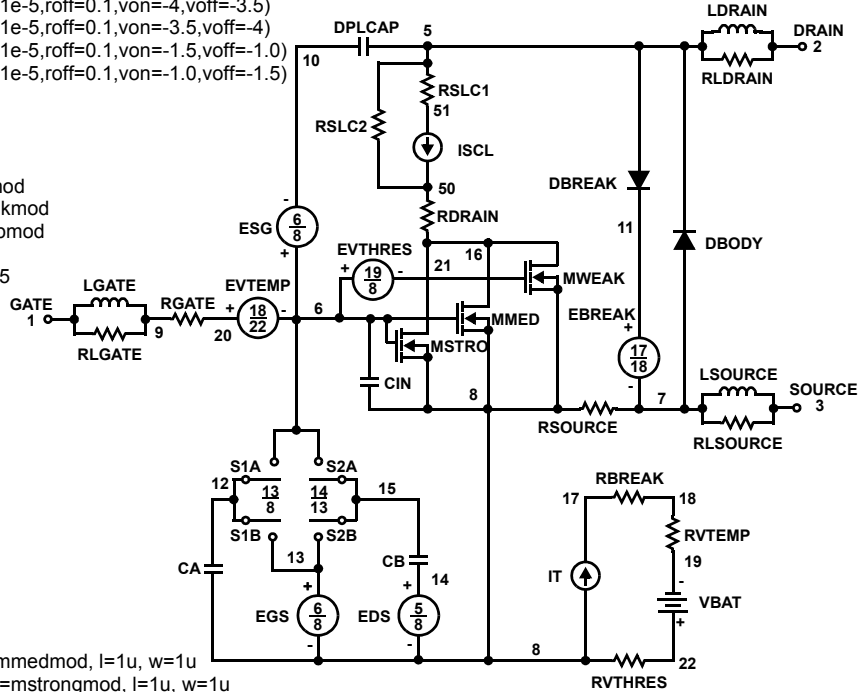 1e-5,roff=0.1,von=-4,voff=-3.5)
1e-5,roff=0.1,von=-3.5,voff=-4)
1e-5,roff=0.1,von=-1.5,voff=-1.0)
1e-5,roff=0.1,von=-1.0,voff=-1.5)
LDRAIN
DPLCAP
5
DRAIN
2
10
RLDRAIN
RSLC1
51
RSLC2
ISCL
50
DBREAK
RDRAIN
ESG
6
8
-
+
11
DBODY
EVTHRES
+
19
8
-
16
21
MWEAK
LGATE
GATE
1
RLGATE
9
RGATE
20
EVTEMP
+
18
22
-
6
MMED
MSTRO
EBREAK
+
17
18
-
CIN
8
7
RSOURCE
LSOURCE
SOURCE
3
RLSOURCE
S1A
S2A
12
13
8
14
13
15
S1B
S2B
13
CA
CB
14
+
EGS
6
8
-
+
EDS
5
8
-
RBREAK
17
18
RVTEMP
19
IT
-
VBAT
+
8
22
RVTHRES
mod
kmod
omod
5
mmedmod, l=1u, w=1u
=mstrongmod, l=1u, w=1u